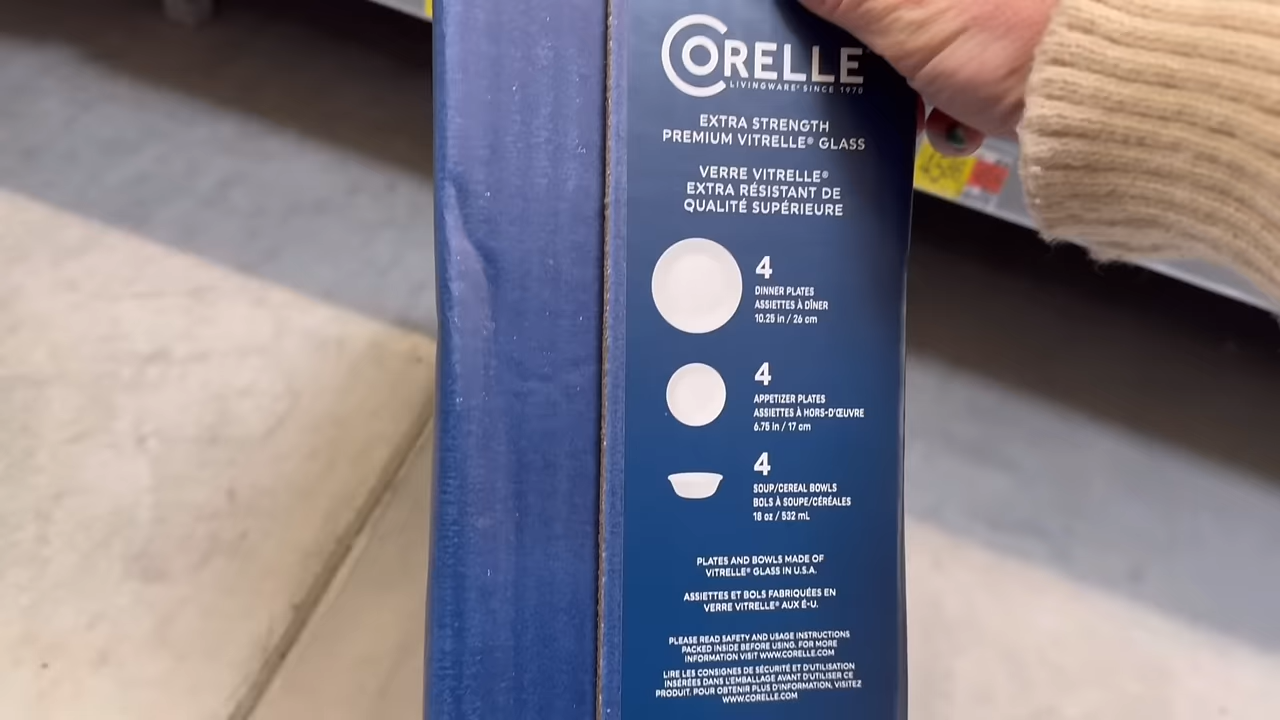 CORELLE
LIVINGWARE® SINCE 1970
EXTRA STRENGTH
PREMIUM VITRELLE® GLASS
VERRE VITRELLE®
EXTRA RÉSISTANT DE
QUALITÉ SUPÉRIEURE
4
DINNER PLATES
ASSIETTES À DÎNER
10.25 in / 26 cm
4
APPETIZER PLATES
ASSIETTES À HORS-D'ŒUVRE
6.75 in / 17 cm
4
SOUP/CEREAL BOWLS
BOLS À SOUPE/CÉRÉALES
18 oz / 532 mL
PLATES AND BOWLS MADE OF
VITRELLE® GLASS IN U.S.A.
ASSIETTES ET BOLS FABRIQUÉES EN
VERRE VITRELLE® AUX É-U.
PLEASE READ SAFETY AND USAGE INSTRUCTIONS
PACKED INSIDE BEFORE USING. FOR MORE
INFORMATION VISIT WWW.CORELLE.COM
LIRE LES CONSIGNES DE SÉCURITÉ ET D'UTILISATION
INSÉRÉES DANS L'EMBALLAGE AVANT D'UTILISER CE
PRODUIT. POUR OBTENIR PLUS D'INFORMATION, VISITEZ
WWW.CORELLE.COM